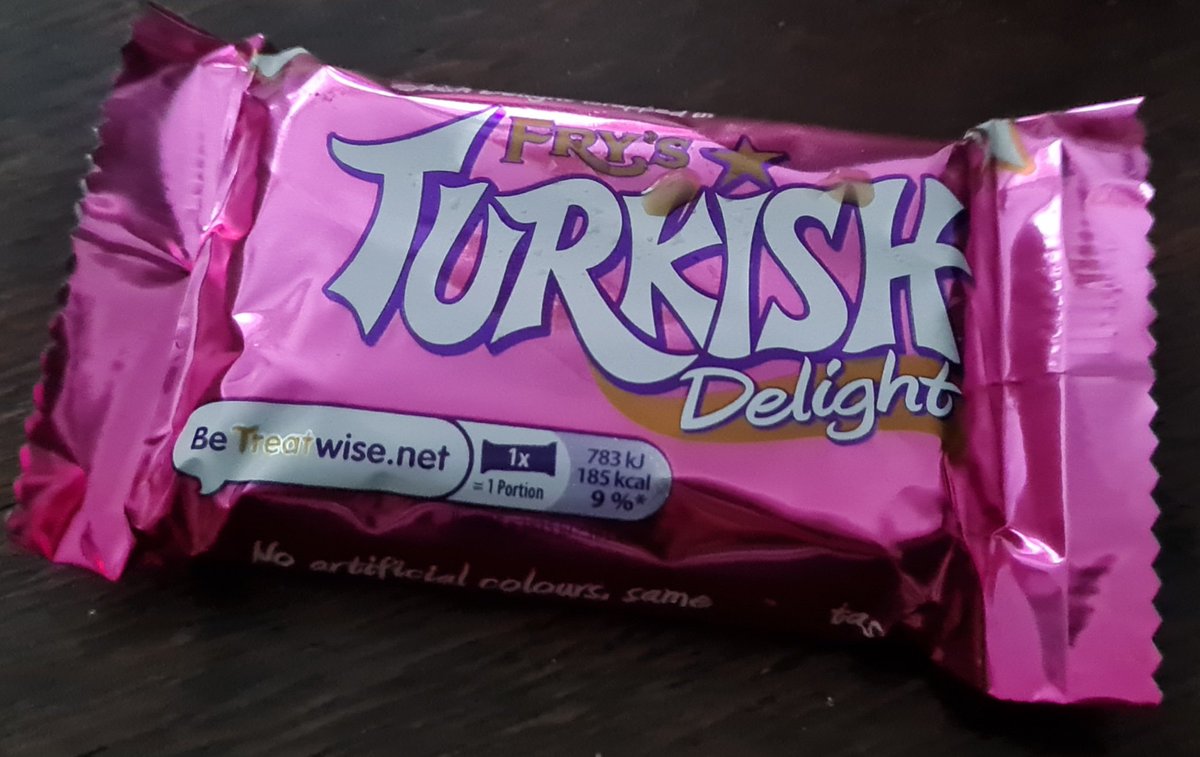 FRY'S
TURKISH
Delight
Be Treatwise.net
1x
= 1 Portion
783 kJ
185 kcal
9 %*
No artificial colours, same